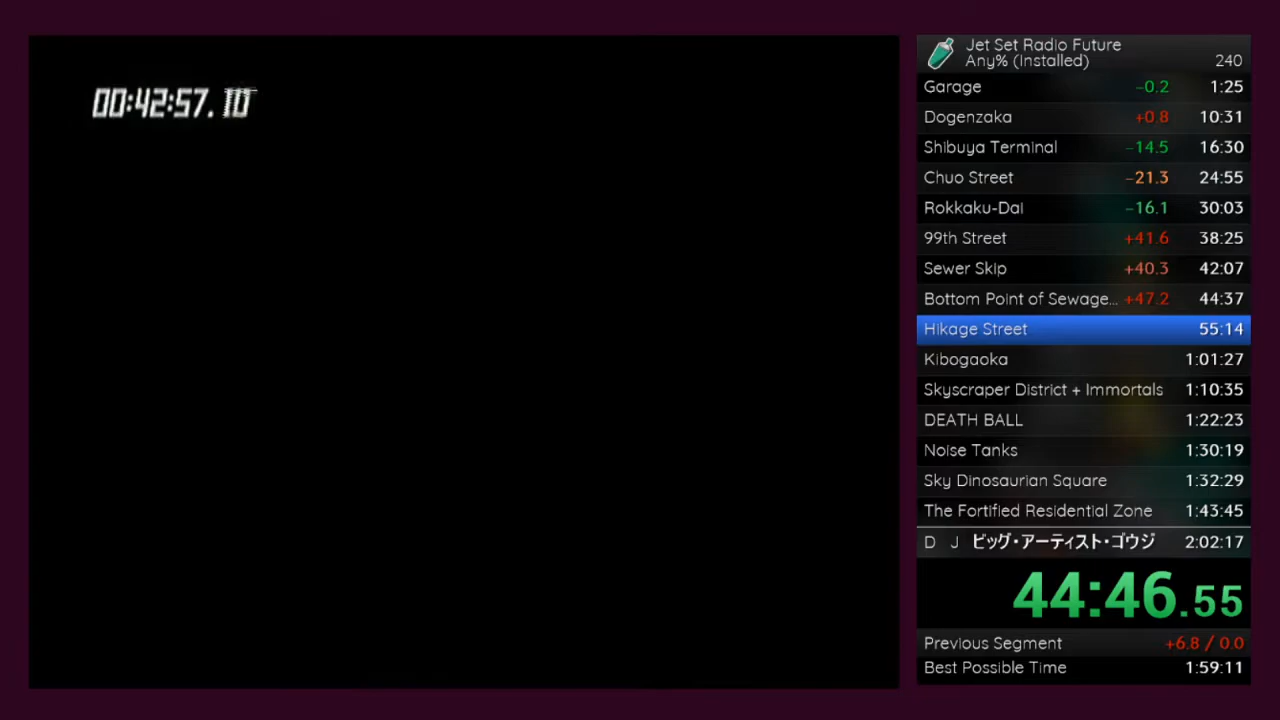 00:42:57.10
Jet Set Radio Future
Any% (Installed) 240
Garage -0.2 1:25
Dogenzaka +0.8 10:31
Shibuya Terminal -14.5 16:30
Chuo Street -21.3 24:55
Rokkaku-Dai -16.1 30:03
99th Street +41.6 38:25
Sewer Skip +40.3 42:07
Bottom Point of Sewage... +47.2 44:37
Hikage Street 55:14
Kibogaoka 1:01:27
Skyscraper District + Immortals 1:10:35
DEATH BALL 1:22:23
Noise Tanks 1:30:19
Sky Dinosaurian Square 1:32:29
The Fortified Residential Zone 1:43:45
D J ビッグ・アーティスト・ゴウジ 2:02:17
44:46.55
Previous Segment +6.8 / 0.0
Best Possible Time 1:59:11